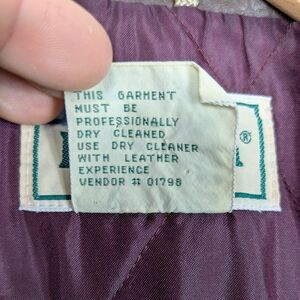 THIS GARMENT
MUST BE
PROFESSIONALLY
DRY CLEANED
USE DRY CLEANER
WITH LEATHER
EXPERIENCE
VENDOR # 01798
®